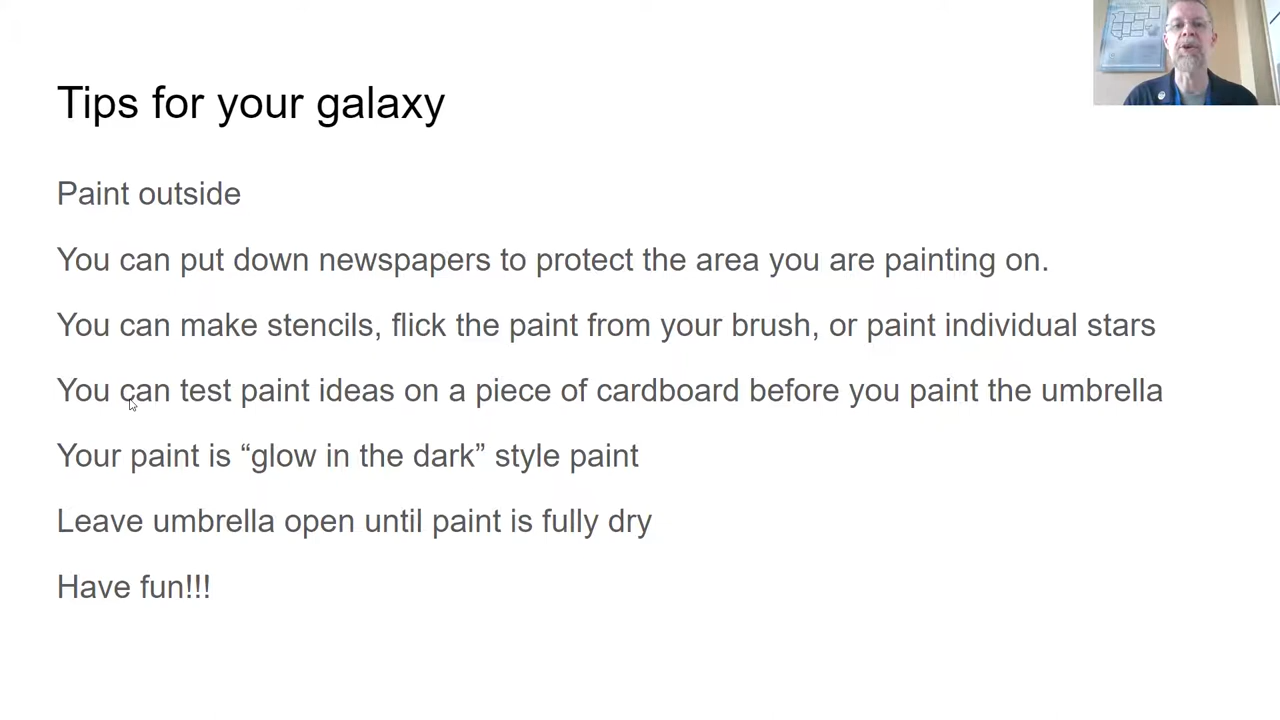 Tips for your galaxy
Paint outside
You can put down newspapers to protect the area you are painting on.
You can make stencils, flick the paint from your brush, or paint individual stars
You can test paint ideas on a piece of cardboard before you paint the umbrella
Your paint is “glow in the dark” style paint
Leave umbrella open until paint is fully dry
Have fun!!!